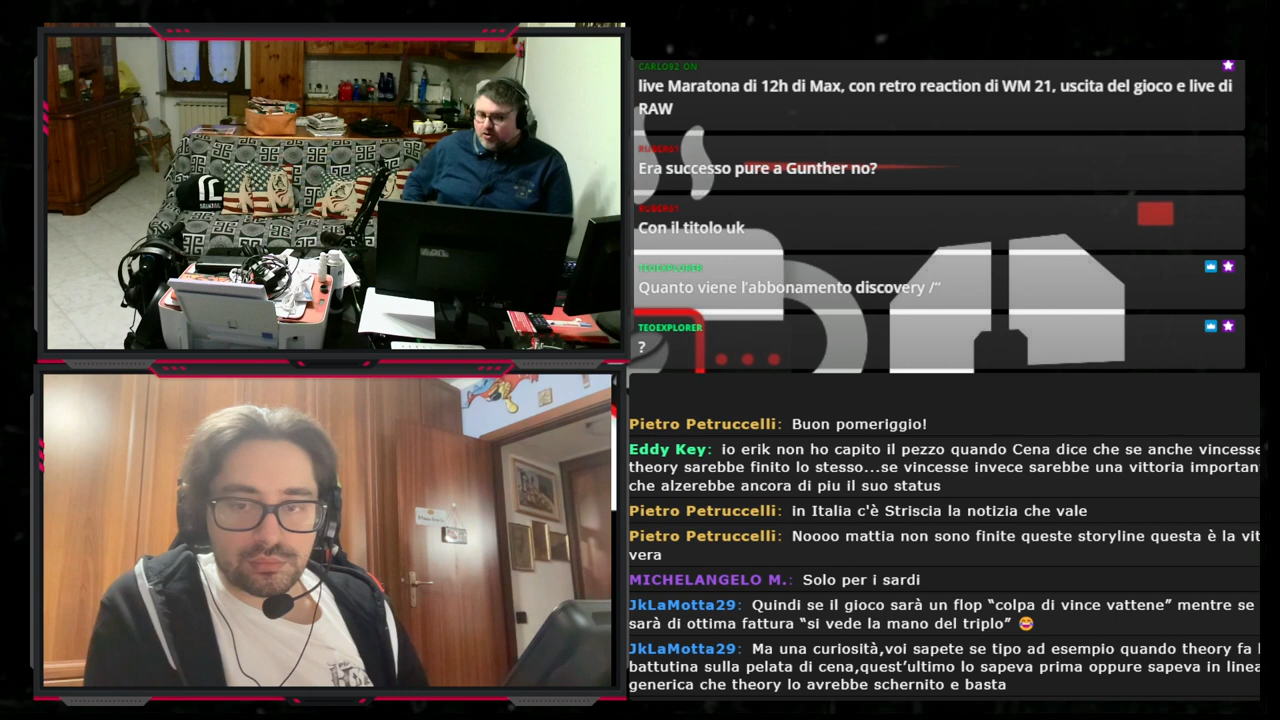 CARLO92_ON
live Maratona di 12h di Max, con retro reaction di WM 21, uscita del gioco e live di
RAW
Era successo pure a Gunther no?
Con il titolo uk
TEOEXPLORER
Quanto viene l'abbonamento discovery /"
TEOEXPLORER
?
Pietro Petruccelli: Buon pomeriggio!
Eddy Key: io erik non ho capito il pezzo quando Cena dice che se anche vincesse
theory sarebbe finito lo stesso...se vincesse invece sarebbe una vittoria importan
che alzerebbe ancora di piu il suo status
Pietro Petruccelli: in Italia c'è Striscia la notizia che vale
Pietro Petruccelli: Noooo mattia non sono finite queste storyline questa è la vit
vera
MICHELANGELO M.: Solo per i sardi
JkLaMotta29: Quindi se il gioco sarà un flop "colpa di vince vattene" mentre se
sarà di ottima fattura "si vede la mano del triplo" 😂
JkLaMotta29: Ma una curiosità,voi sapete se tipo ad esempio quando theory fa l
battutina sulla pelata di cena,quest'ultimo lo sapeva prima oppure sapeva in linea
generica che theory lo avrebbe schernito e basta